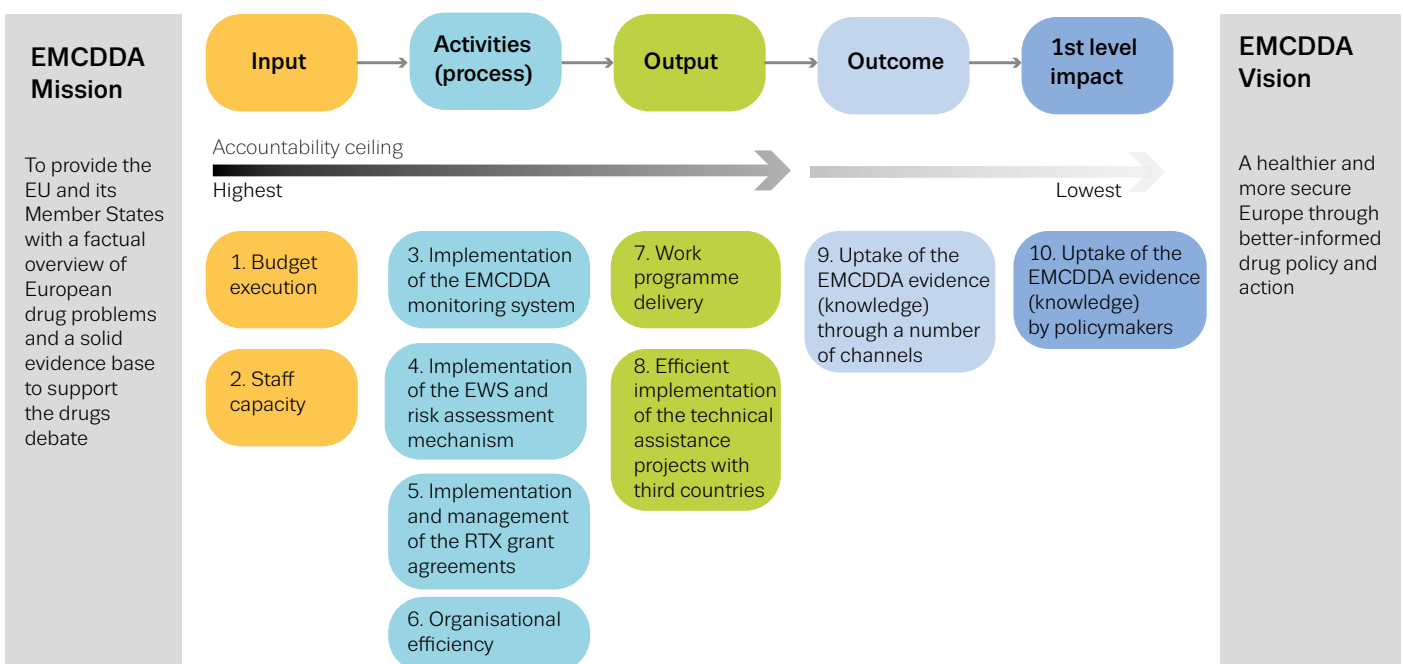 EMCDDA
Mission
To provide the
EU and its
Member States
with a factual
overview of
European
drug problems
and a solid
evidence base
to support
the drugs
debate
Input
Activities
(process)
Output
Outcome
1st level
impact
Accountability ceiling
Highest
Lowest
1. Budget
execution
2. Staff
capacity
3. Implementation
of the EMCDDA
monitoring system
4. Implementation
of the EWS and
risk assessment
mechanism
5. Implementation
and management
of the RTX grant
agreements
6. Organisational
efficiency
7. Work
programme
delivery
8. Efficient
implementation
of the technical
assistance
projects with
third countries
9. Uptake of the
EMCDDA evidence
(knowledge)
through a number
of channels
10. Uptake of the
EMCDDA evidence
(knowledge)
by policymakers
EMCDDA
Vision
A healthier and
more secure
Europe through
better-informed
drug policy and
action